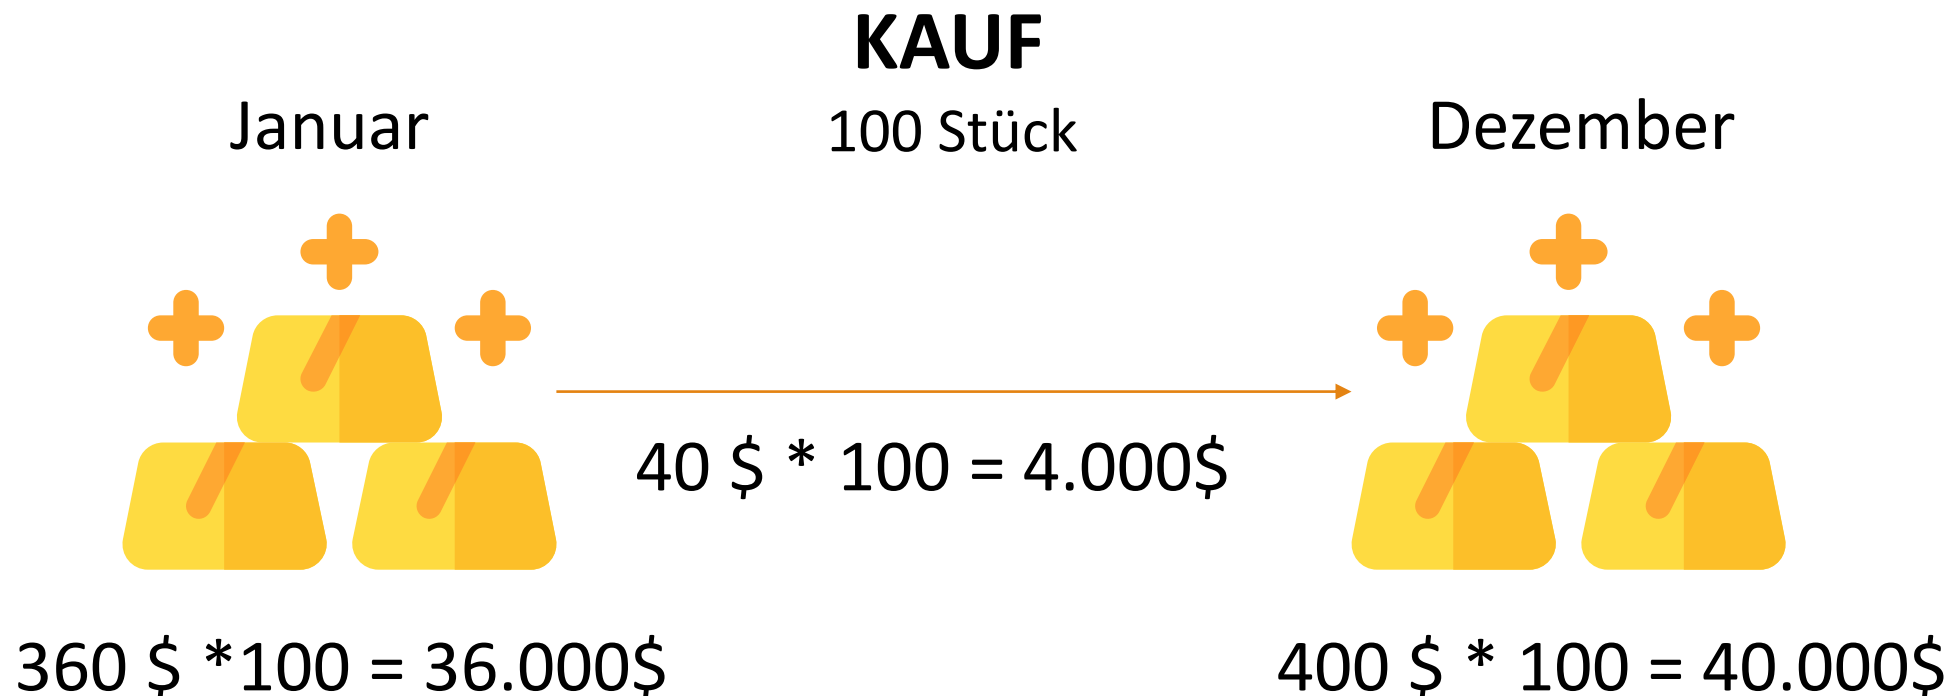 KAUF
Januar
100 Stück
Dezember
40 $ * 100 = 4.000$
360 $ *100 = 36.000$
400 $ * 100 = 40.000$